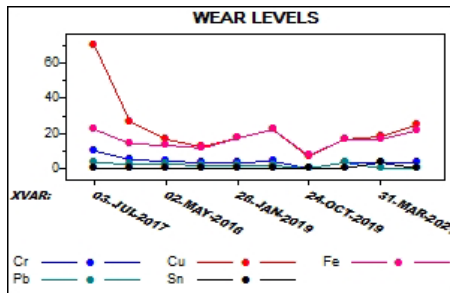 WEAR LEVELS
60
40
20
0
XVAR:
03-JUL-2017
02-MAY-2018
26-JAN-2019
24-OCT-2019
31-MAR-202
Cr Cu Fe
Pb Sn